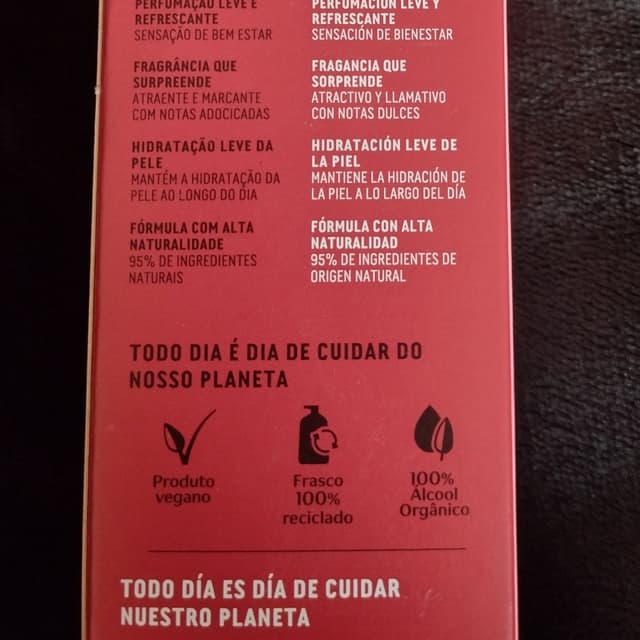 PERFUMAÇÃO LEVE E
REFRESCANTE
SENSAÇÃO DE BEM ESTAR
FRAGRÂNCIA QUE
SURPREENDE
ATRAENTE E MARCANTE
COM NOTAS ADOCICADAS
HIDRATAÇÃO LEVE DA
PELE
MANTÉM A HIDRATAÇÃO DA
PELE AO LONGO DO DIA
FÓRMULA COM ALTA
NATURALIDADE
95% DE INGREDIENTES
NATURAIS
PERFUMACIÓN LEVE Y
REFRESCANTE
SENSACIÓN DE BIENESTAR
FRAGANCIA QUE
SORPRENDE
ATRACTIVO Y LLAMATIVO
CON NOTAS DULCES
HIDRATACIÓN LEVE DE
LA PIEL
MANTIENE LA HIDRACIÓN DE
LA PIEL A LO LARGO DEL DÍA
FÓRMULA CON ALTA
NATURALIDAD
95% DE INGREDIENTES DE
ORIGEN NATURAL
TODO DIA É DIA DE CUIDAR DO
NOSSO PLANETA
Produto
vegano
Frasco
100%
reciclado
100%
Álcool
Orgânico
TODO DÍA ES DÍA DE CUIDAR
NUESTRO PLANETA